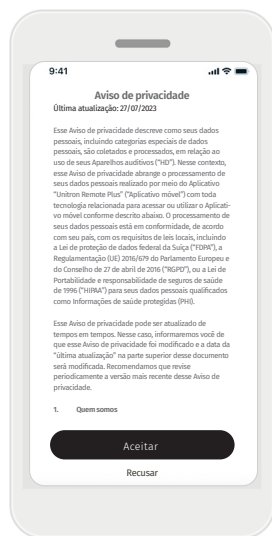 9:41
Aviso de privacidade
Última atualização: 27/07/2023
Esse Aviso de privacidade descreve como seus dados
pessoais, incluindo categorias especiais de dados
pessoais, são coletados e processados, em relação ao
uso de seus Aparelhos auditivos (“HD”). Nesse contexto,
esse Aviso de privacidade abrange o processamento de
seus dados pessoais realizado por meio do Aplicativo
“Unitron Remote Plus” (“Aplicativo móvel”) com toda
tecnologia relacionada para acessar ou utilizar o Aplicati-
vo móvel conforme descrito abaixo. O processamento de
seus dados pessoais está em conformidade, de acordo
com seu país, com os requisitos de leis locais, incluindo
a Lei de proteção de dados federal da Suíça (“FDPA”), a
Regulamentação (UE) 2016/679 do Parlamento Europeu e
do Conselho de 27 de abril de 2016 (“RGPD”), ou a Lei de
Portabilidade e responsabilidade de seguros de saúde
de 1996 (“HIPAA”) para seus dados pessoais qualificados
como Informações de saúde protegidas (PHI).
Esse Aviso de privacidade pode ser atualizado de
tempos em tempos. Nesse caso, informaremos você de
que esse Aviso de privacidade foi modificado e a data da
“última atualização” na parte superior desse documento
será modificada. Recomendamos que revise
periodicamente a versão mais recente desse Aviso de
privacidade.
1. Quem somos
Aceitar
Recusar